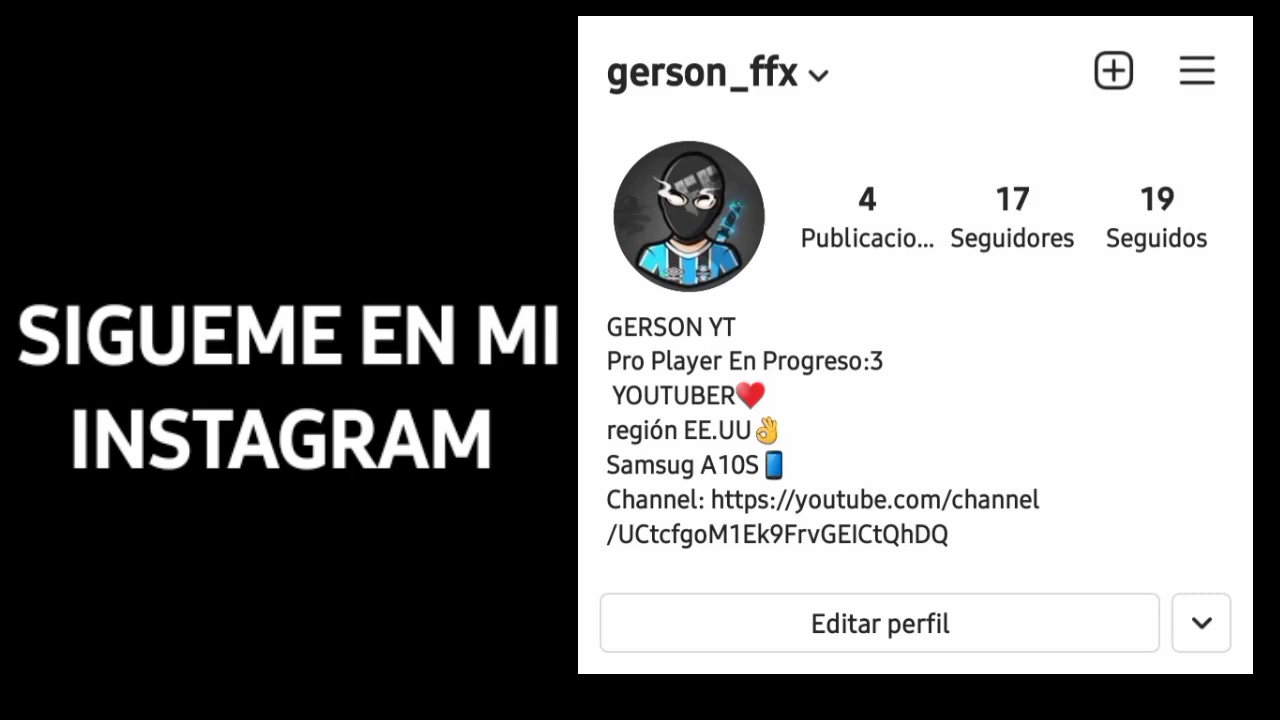 SIGUEME EN MI
INSTAGRAM
gerson_ffx
4
Publicacio...
17
Seguidores
19
Seguidos
GERSON YT
Pro Player En Progreso:3
YOUTUBER❤️
región EE.UU👌
Samsug A10S📱
Channel: https://youtube.com/channel
/UCtcfgoM1Ek9FrvGEICtQhDQ
Editar perfil